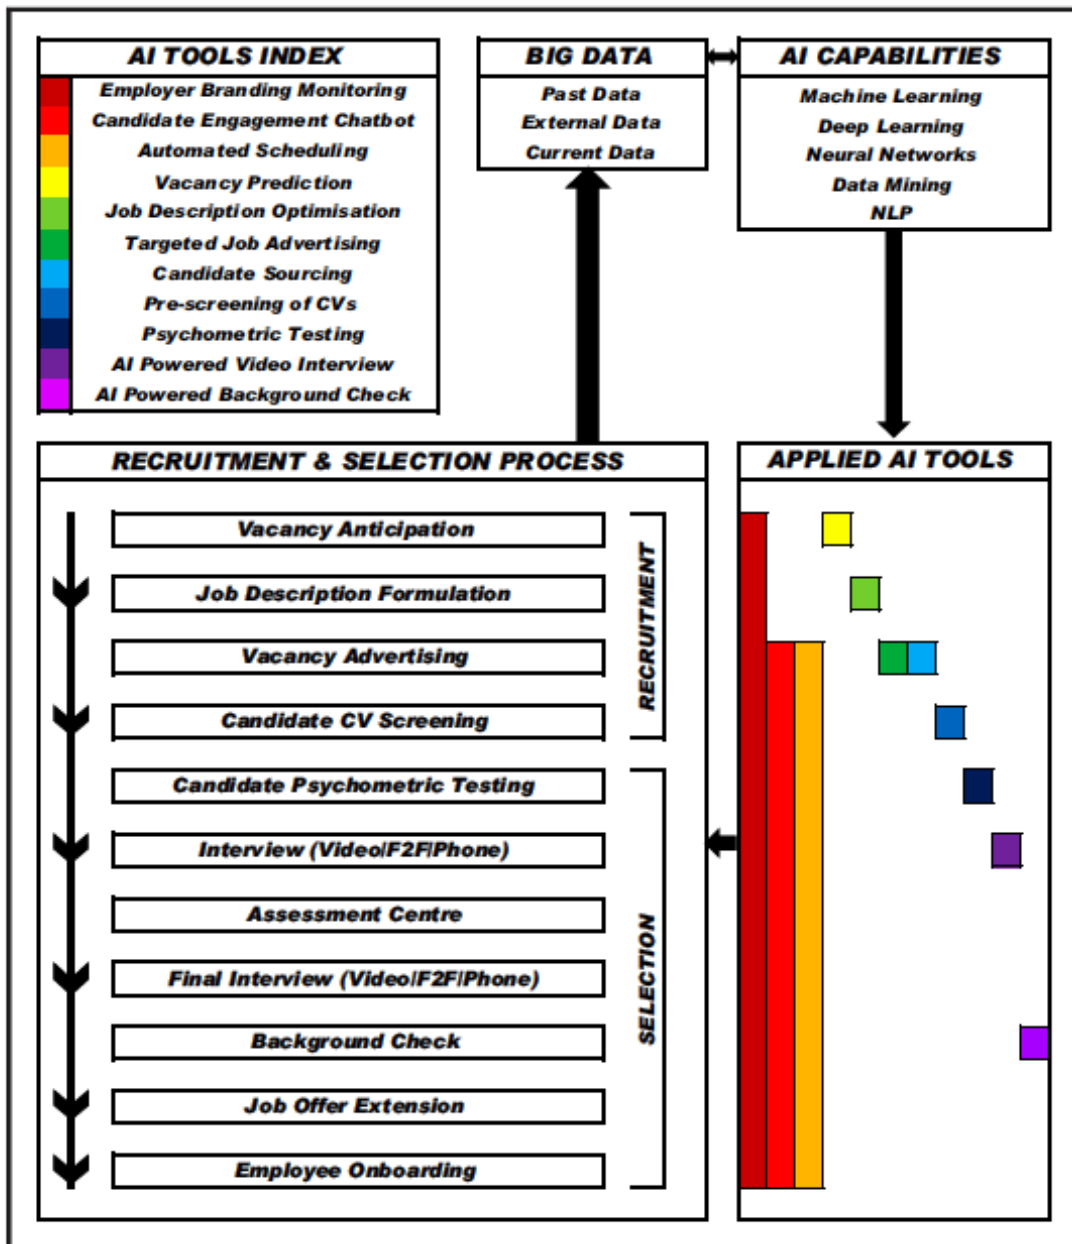 AI TOOLS INDEX
Employer Branding Monitoring
Candidate Engagement Chatbot
Automated Scheduling
Vacancy Prediction
Job Description Optimisation
Targeted Job Advertising
Candidate Sourcing
Pre-screening of CVs
Psychometric Testing
AI Powered Video Interview
AI Powered Background Check
BIG DATA
Past Data
External Data
Current Data
AI CAPABILITIES
Machine Learning
Deep Learning
Neural Networks
Data Mining
NLP
RECRUITMENT & SELECTION PROCESS
Vacancy Anticipation
Job Description Formulation
Vacancy Advertising
Candidate CV Screening
Candidate Psychometric Testing
Interview (Video/F2F/Phone)
Assessment Centre
Final Interview (Video/F2F/Phone)
Background Check
Job Offer Extension
Employee Onboarding
RECRUITMENT
SELECTION
APPLIED AI TOOLS